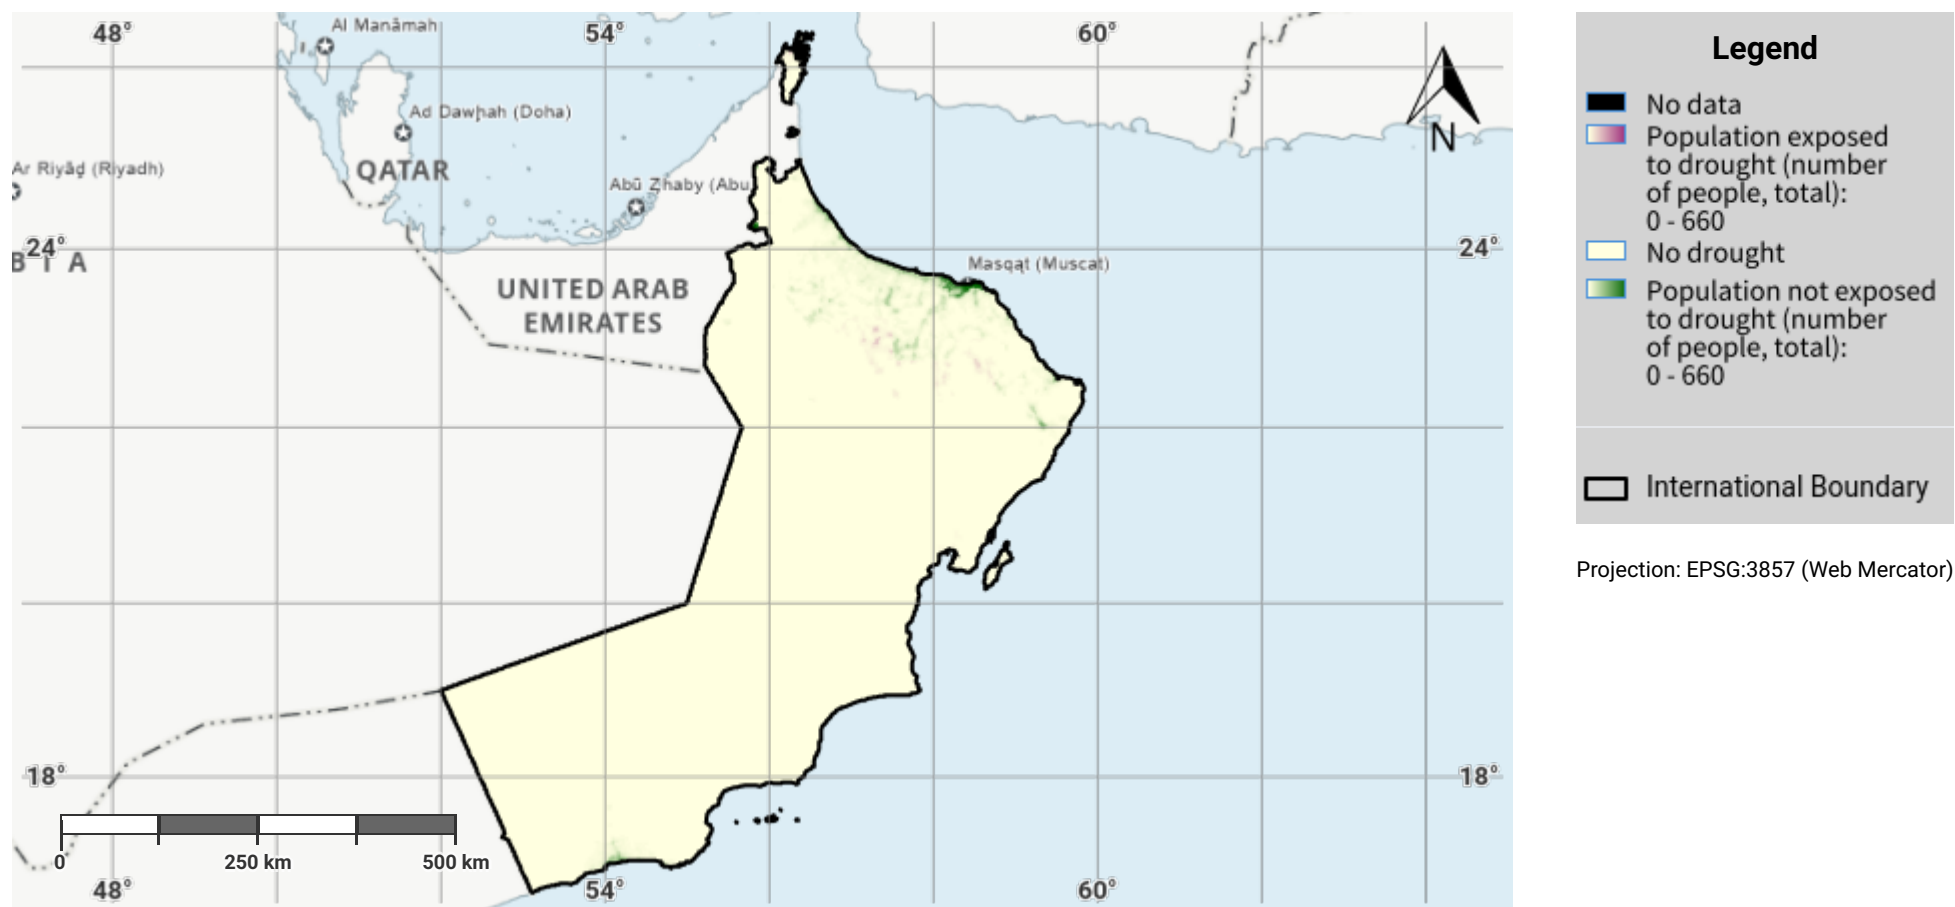 48°
54°
60°
Al Manāmah
Ad Dawḩah (Doha)
Ar Riyāḑ (Riyadh)
QATAR
Abū Z̧haby (Abu
24°
24°
B I A
Masqaţ (Muscat)
UNITED ARAB
EMIRATES
N
18°
18°
0
250 km
500 km
48°
54°
60°
Legend
No data
Population exposed
to drought (number
of people, total):
0 - 660
No drought
Population not exposed
to drought (number
of people, total):
0 - 660
International Boundary
Projection: EPSG:3857 (Web Mercator)